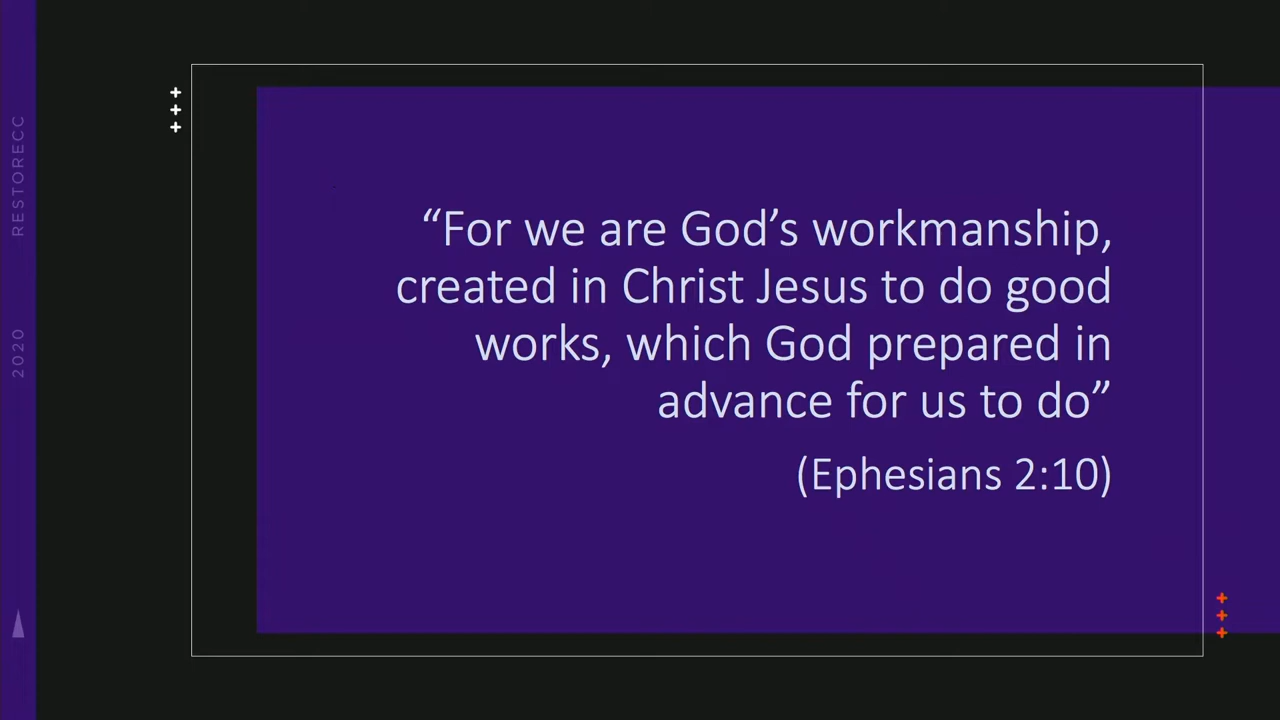 RESTORECC
2020
“For we are God’s workmanship,
created in Christ Jesus to do good
works, which God prepared in
advance for us to do”
(Ephesians 2:10)